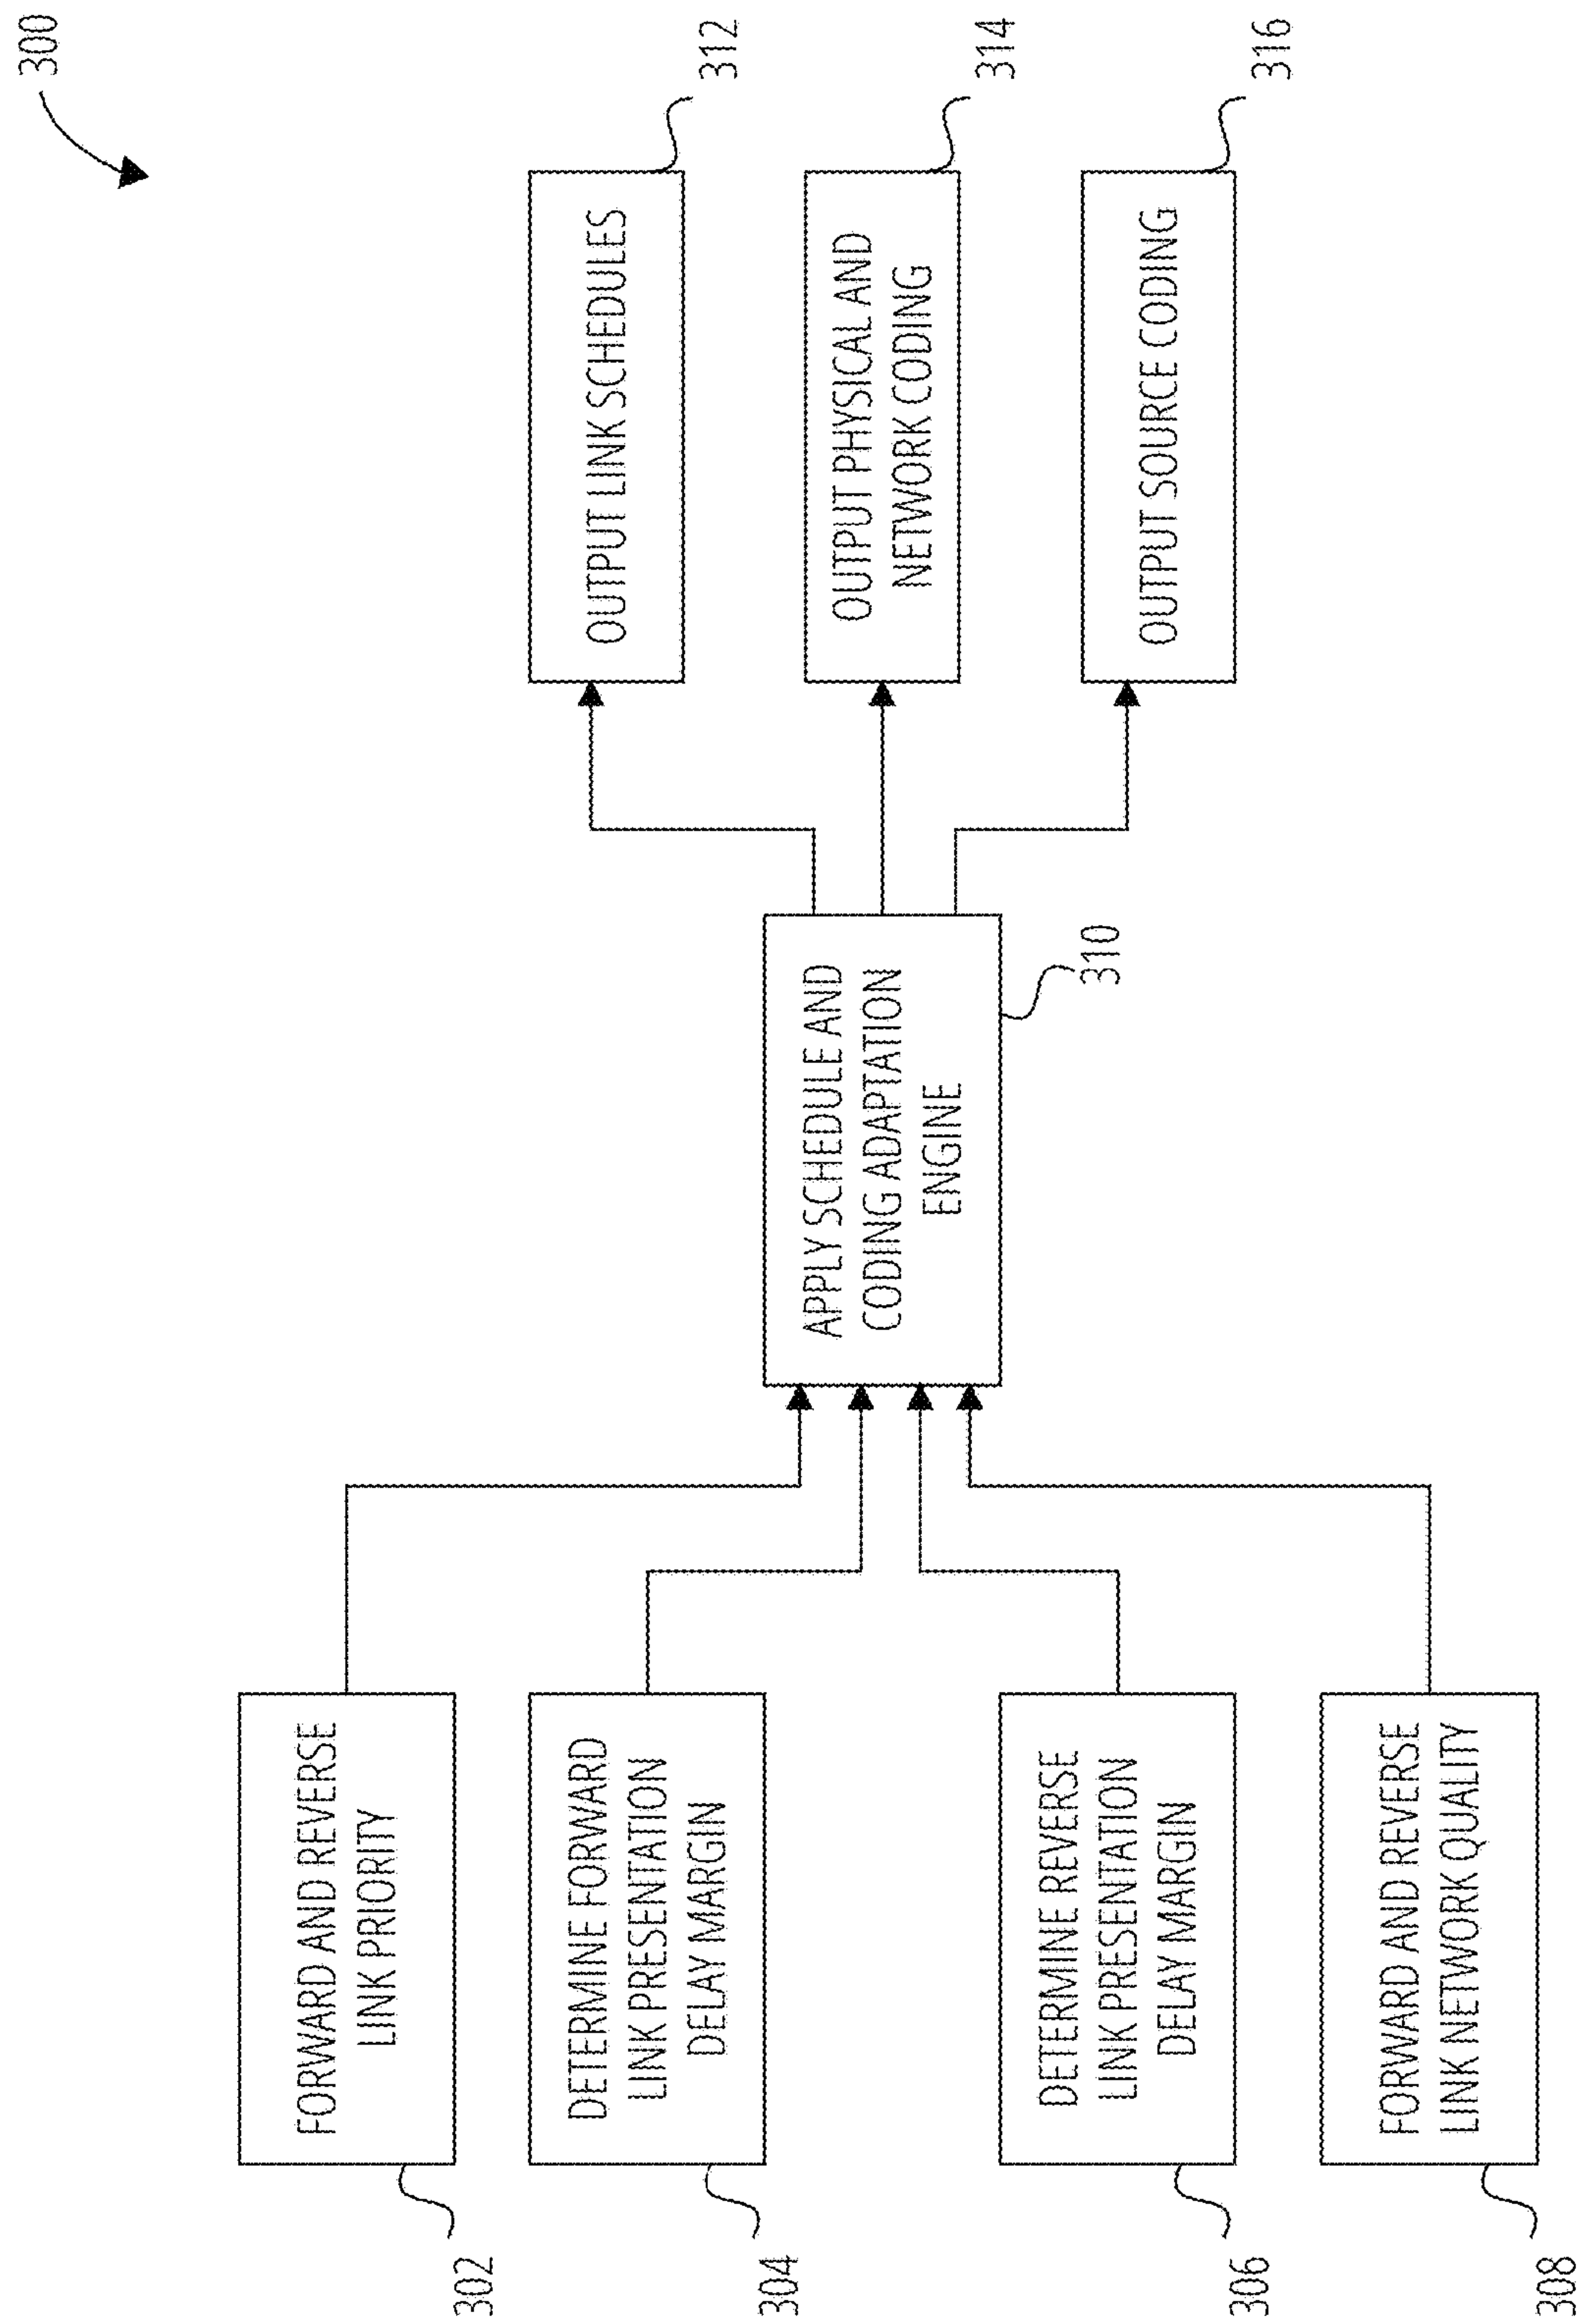 300
FORWARD AND REVERSE
LINK PRIORITY
302
DETERMINE FORWARD
LINK PRESENTATION
DELAY MARGIN
304
DETERMINE REVERSE
LINK PRESENTATION
DELAY MARGIN
306
FORWARD AND REVERSE
LINK NETWORK QUALITY
308
APPLY SCHEDULE AND
CODING ADAPTATION
ENGINE
310
OUTPUT LINK SCHEDULES
312
OUTPUT PHYSICAL AND
NETWORK CODING
314
OUTPUT SOURCE CODING
316